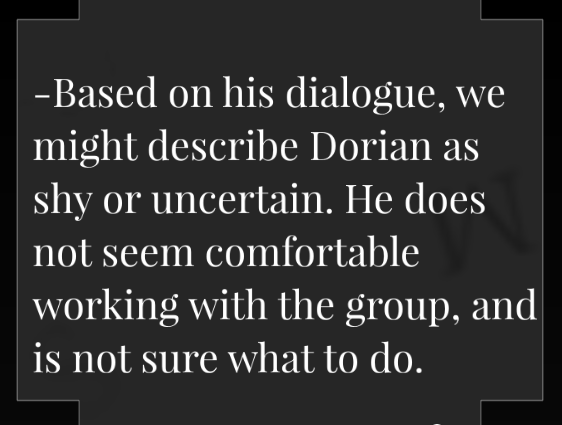 -Based on his dialogue, we
might describe Dorian as
shy or uncertain. He does
not seem comfortable
working with the group, and
is not sure what to do.